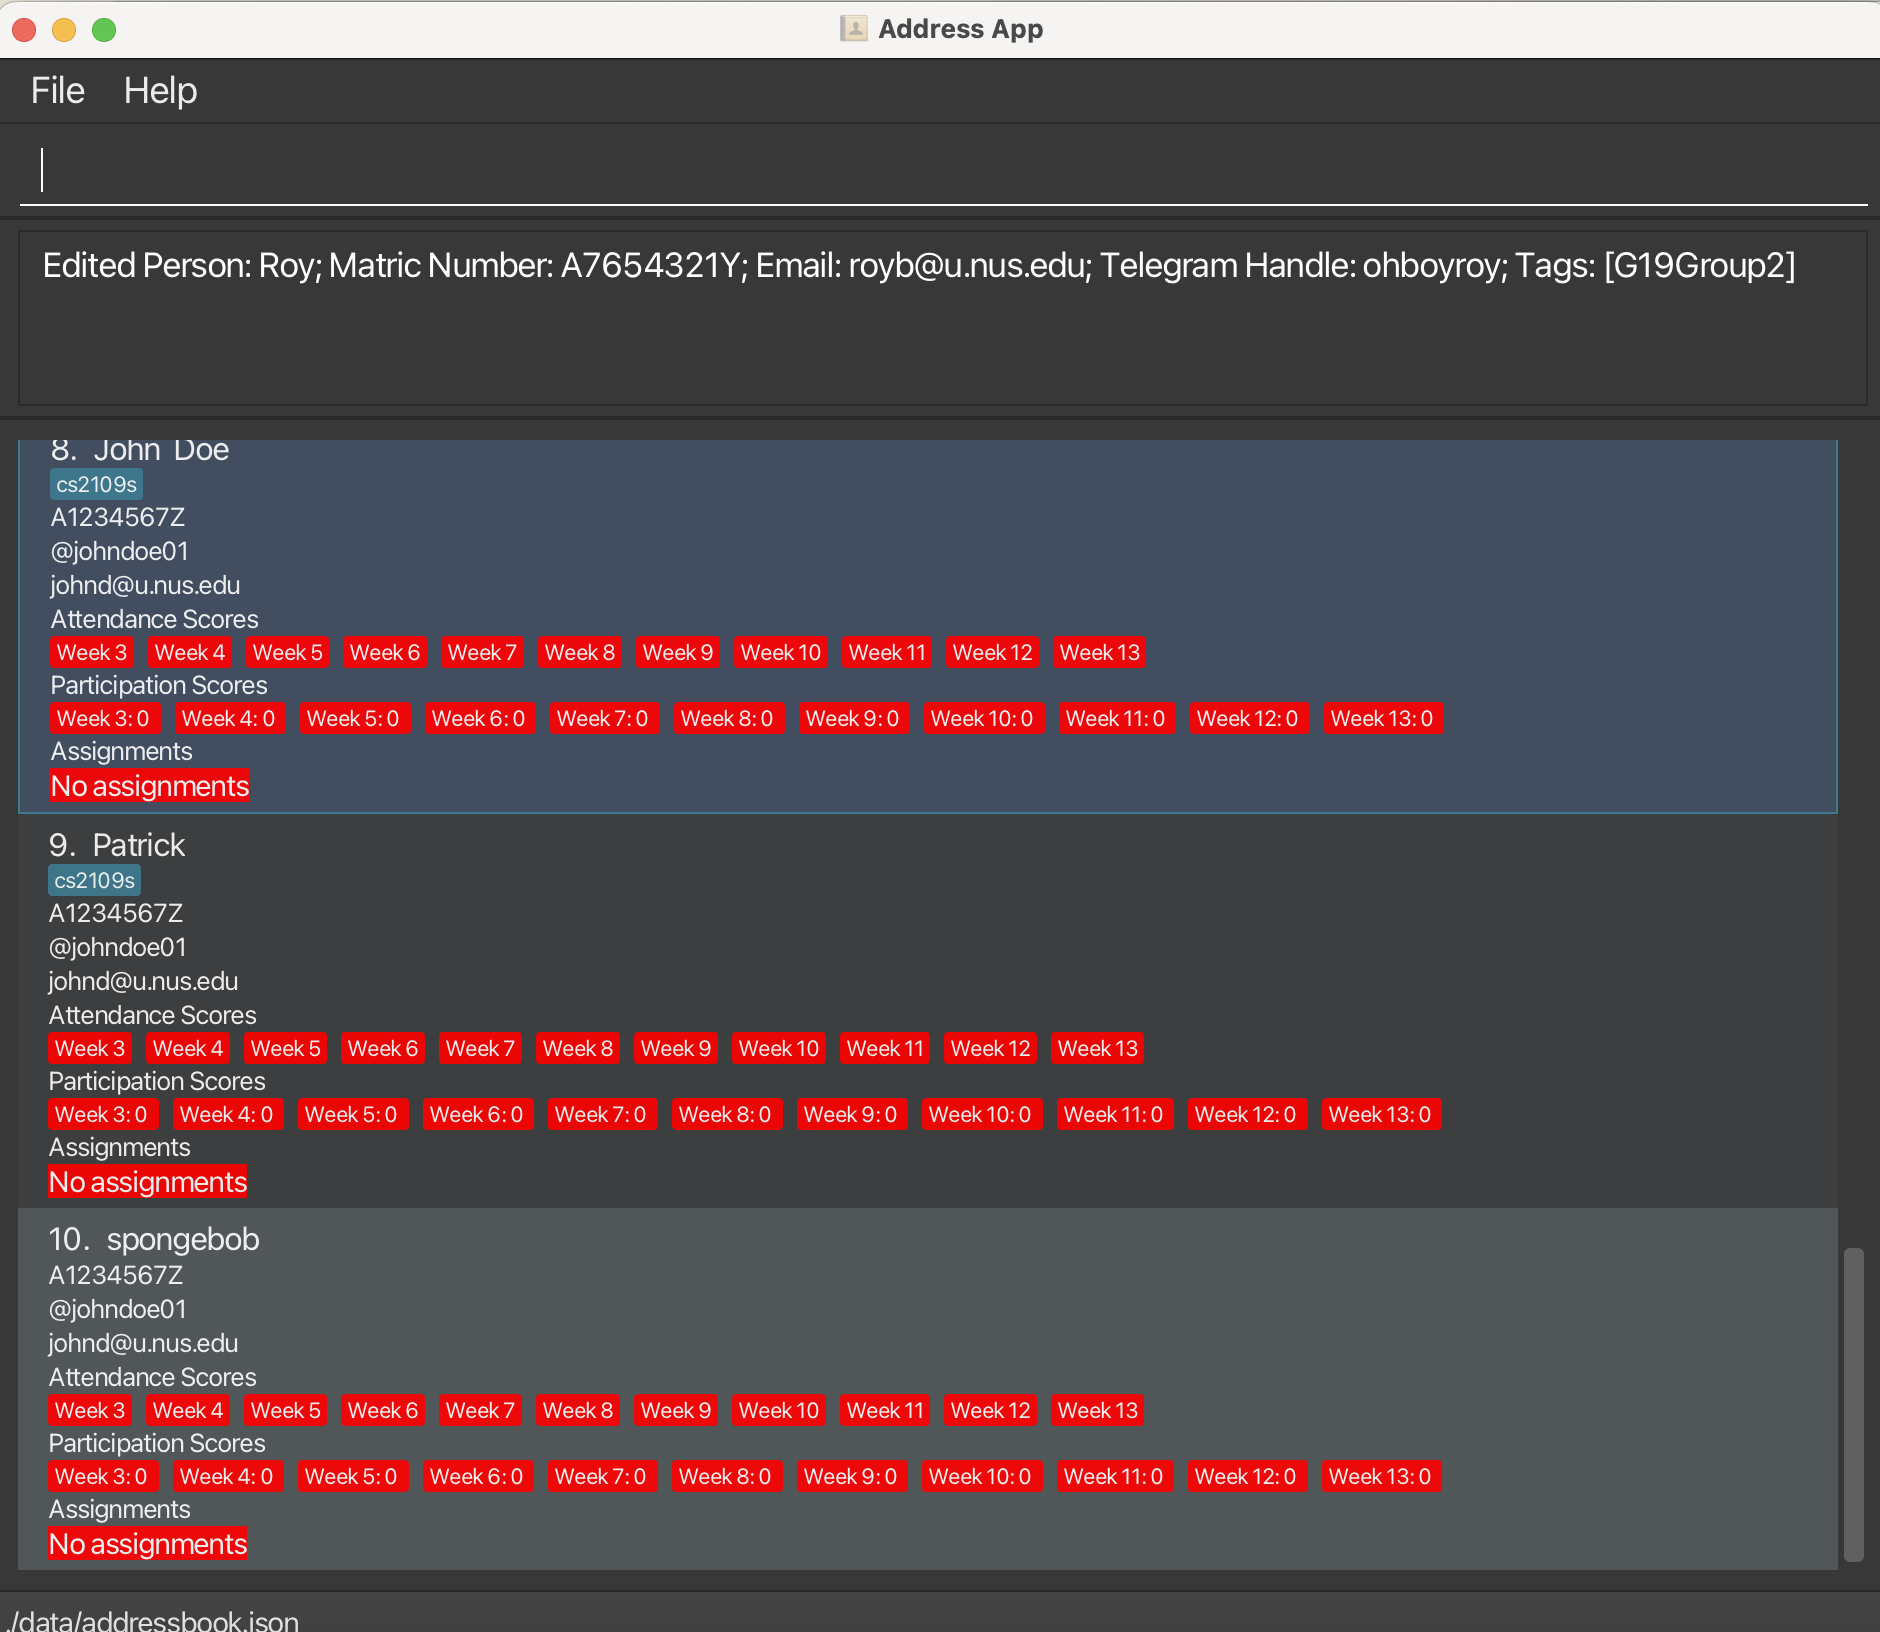 Address App
File Help
Edited Person: Roy; Matric Number: A7654321Y; Email: royb@u.nus.edu; Telegram Handle: ohboyroy; Tags: [G19Group2]
8. John Doe
cs2109s
A1234567Z
@johndoe01
johnd@u.nus.edu
Attendance Scores
Week 3 Week 4 Week 5 Week 6 Week 7 Week 8 Week 9 Week 10 Week 11 Week 12 Week 13
Participation Scores
Week 3: 0 Week 4: 0 Week 5: 0 Week 6: 0 Week 7: 0 Week 8: 0 Week 9: 0 Week 10: 0 Week 11: 0 Week 12: 0 Week 13: 0
Assignments
No assignments
9. Patrick
cs2109s
A1234567Z
@johndoe01
johnd@u.nus.edu
Attendance Scores
Week 3 Week 4 Week 5 Week 6 Week 7 Week 8 Week 9 Week 10 Week 11 Week 12 Week 13
Participation Scores
Week 3: 0 Week 4: 0 Week 5: 0 Week 6: 0 Week 7: 0 Week 8: 0 Week 9: 0 Week 10: 0 Week 11: 0 Week 12: 0 Week 13: 0
Assignments
No assignments
10. spongebob
A1234567Z
@johndoe01
johnd@u.nus.edu
Attendance Scores
Week 3 Week 4 Week 5 Week 6 Week 7 Week 8 Week 9 Week 10 Week 11 Week 12 Week 13
Participation Scores
Week 3: 0 Week 4: 0 Week 5: 0 Week 6: 0 Week 7: 0 Week 8: 0 Week 9: 0 Week 10: 0 Week 11: 0 Week 12: 0 Week 13: 0
Assignments
No assignments
./data/addressbook.json